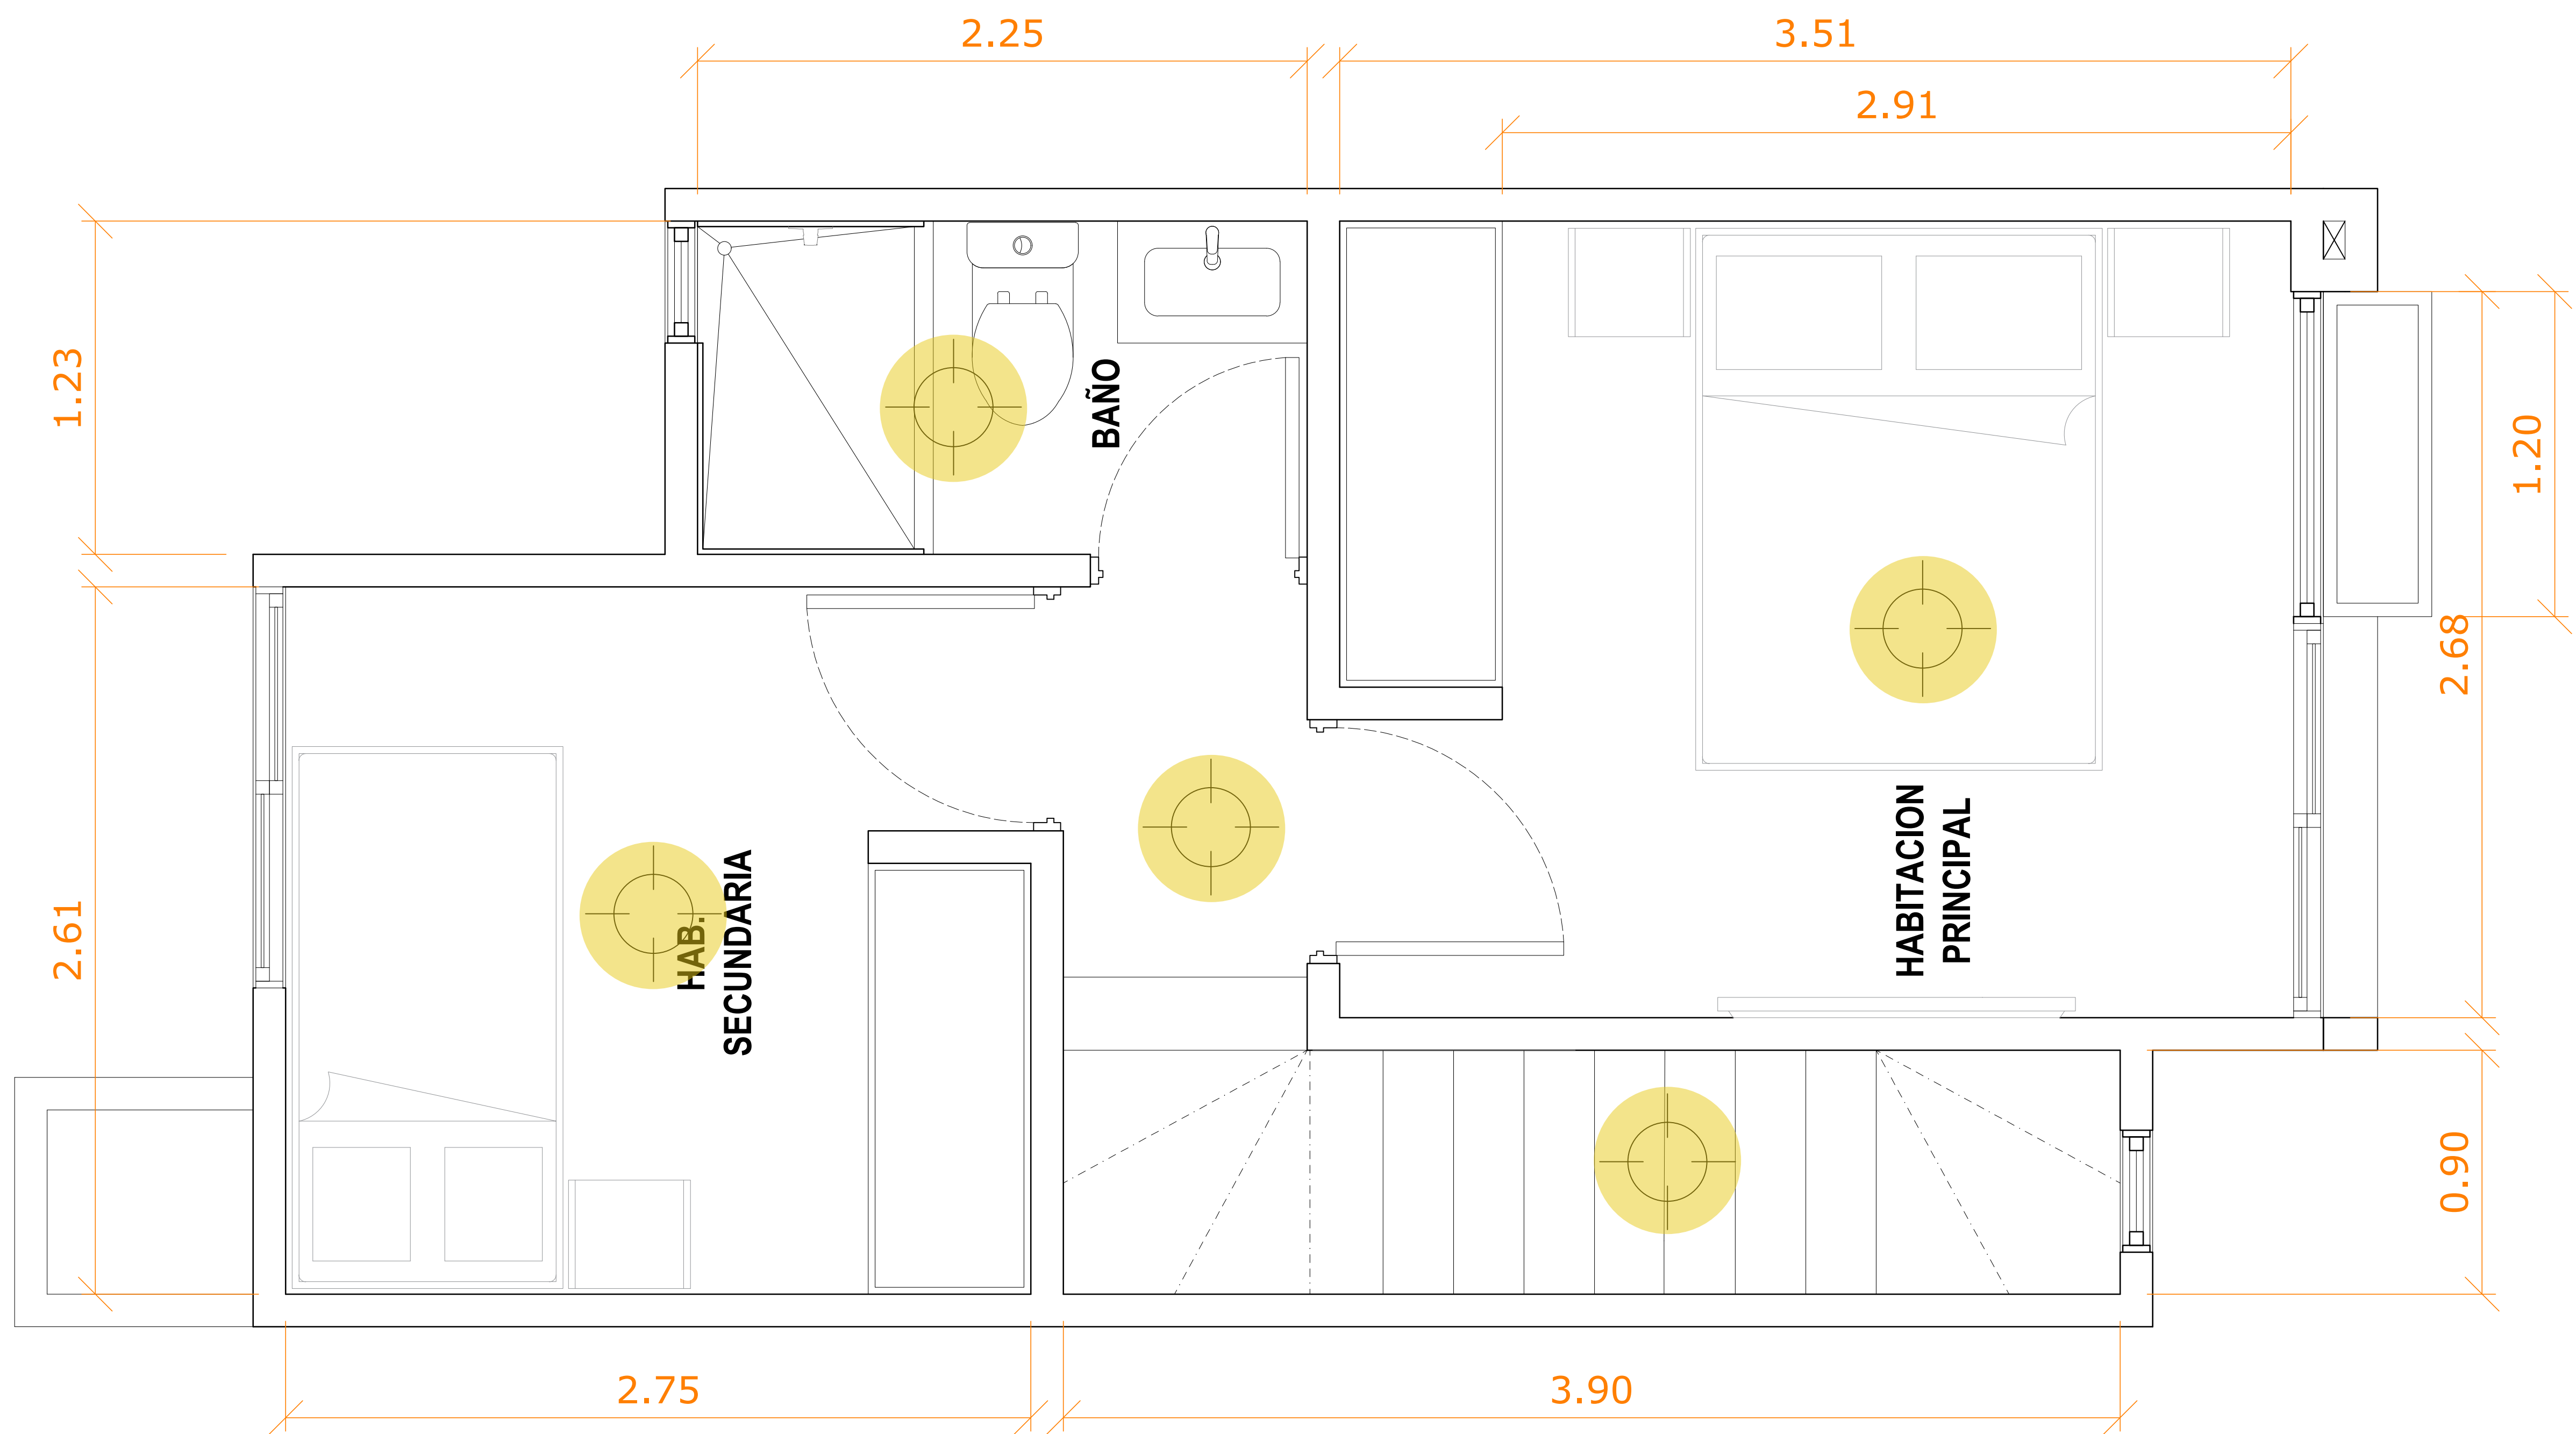 2.25
3.51
2.91
1.23
BAÑO
1.20
2.68
HABITACION
PRINCIPAL
HAB.
SECUNDARIA
2.61
0.90
2.75
3.90